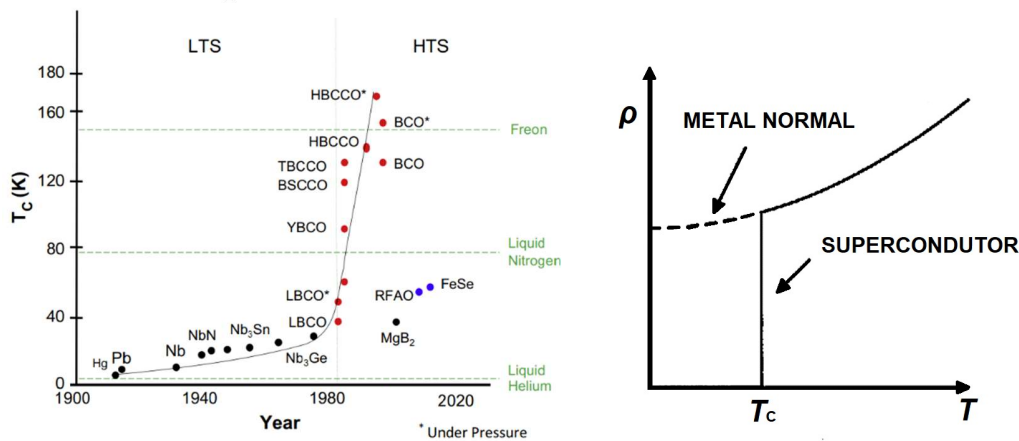 LTS
HTS
180
160
120
80
40
0
T_C (K)
HBCCO*
BCO*
Freon
HBCCO
TBCCO
BCO
BSCCO
YBCO
Liquid
Nitrogen
LBCO*
RFAO
FeSe
LBCO
MgB₂
Hg
Pb
Nb
NbN
Nb₃Sn
Nb₃Ge
Liquid
Helium
1900
1940
1980
2020
Year
* Under Pressure
ρ
METAL NORMAL
SUPERCONDUTOR
T_C
T